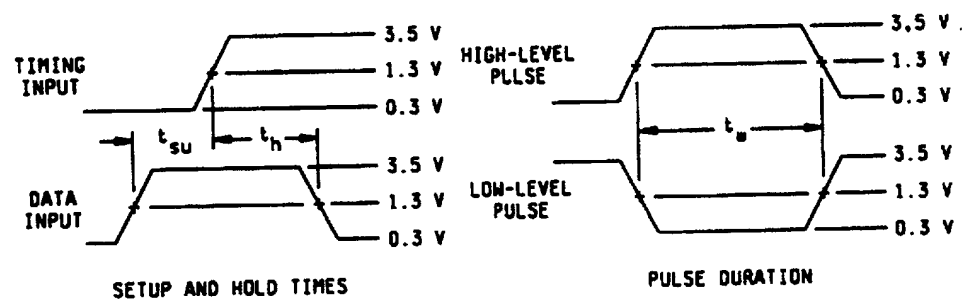 TIMING
INPUT
3.5 V
1.3 V
0.3 V
t_su
t_h
DATA
INPUT
3.5 V
1.3 V
0.3 V
SETUP AND HOLD TIMES
HIGH-LEVEL
PLLSE
3,5 V
1.3 V
0.3 V
t_w
LOW-LEVEL
PULSE
3.5 V
1.3 V
0.3 V
PULSE DURATION